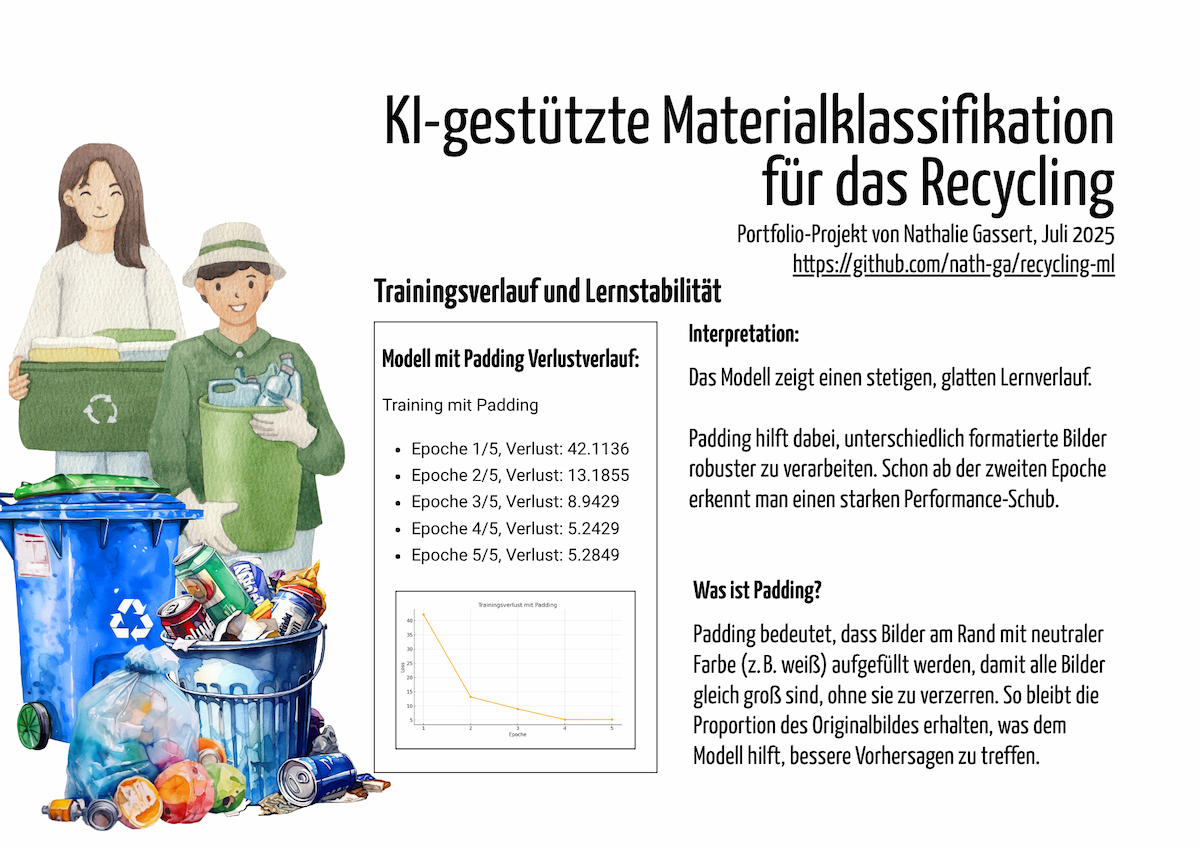 KI-gestützte Materialklassifikation
für das Recycling
Portfolio-Projekt von Nathalie Gassert, Juli 2025
https://github.com/nath-ga/recycling-ml
Trainingsverlauf und Lernstabilität
Modell mit Padding Verlustverlauf:
Training mit Padding
• Epoche 1/5, Verlust: 42.1136
• Epoche 2/5, Verlust: 13.1855
• Epoche 3/5, Verlust: 8.9429
• Epoche 4/5, Verlust: 5.2429
• Epoche 5/5, Verlust: 5.2849
Trainingsverlust mit Padding
Loss
40
35
30
25
20
15
10
5
1 2 3 4 5
Epoche
Interpretation:
Das Modell zeigt einen stetigen, glatten Lernverlauf.
Padding hilft dabei, unterschiedlich formatierte Bilder
robuster zu verarbeiten. Schon ab der zweiten Epoche
erkennt man einen starken Performance-Schub.
Was ist Padding?
Padding bedeutet, dass Bilder am Rand mit neutraler
Farbe (z. B. weiß) aufgefüllt werden, damit alle Bilder
gleich groß sind, ohne sie zu verzerren. So bleibt die
Proportion des Originalbildes erhalten, was dem
Modell hilft, bessere Vorhersagen zu treffen.